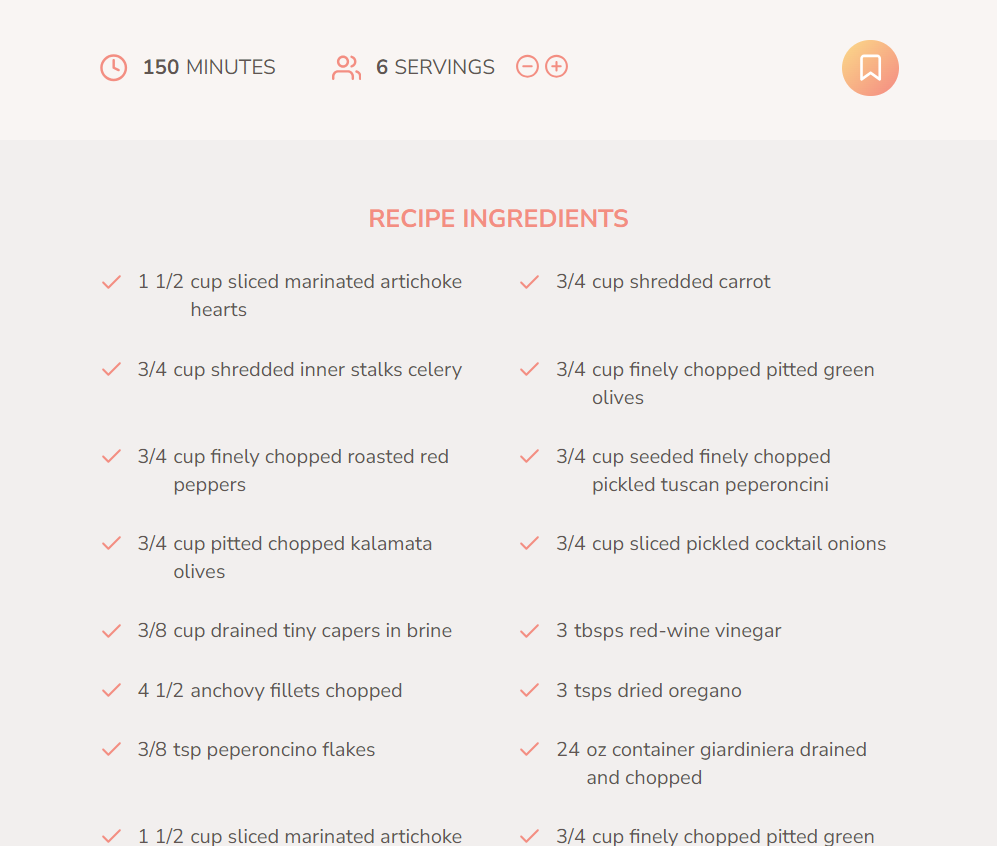 150 MINUTES
6 SERVINGS
RECIPE INGREDIENTS
1 1/2 cup sliced marinated artichoke
hearts
3/4 cup shredded carrot
3/4 cup shredded inner stalks celery
3/4 cup finely chopped pitted green
olives
3/4 cup finely chopped roasted red
peppers
3/4 cup seeded finely chopped
pickled tuscan peperoncini
3/4 cup pitted chopped kalamata
olives
3/4 cup sliced pickled cocktail onions
3/8 cup drained tiny capers in brine
3 tbsps red-wine vinegar
4 1/2 anchovy fillets chopped
3 tsps dried oregano
3/8 tsp peperoncino flakes
24 oz container giardiniera drained
and chopped
1 1/2 cup sliced marinated artichoke
3/4 cup finely chopped pitted green